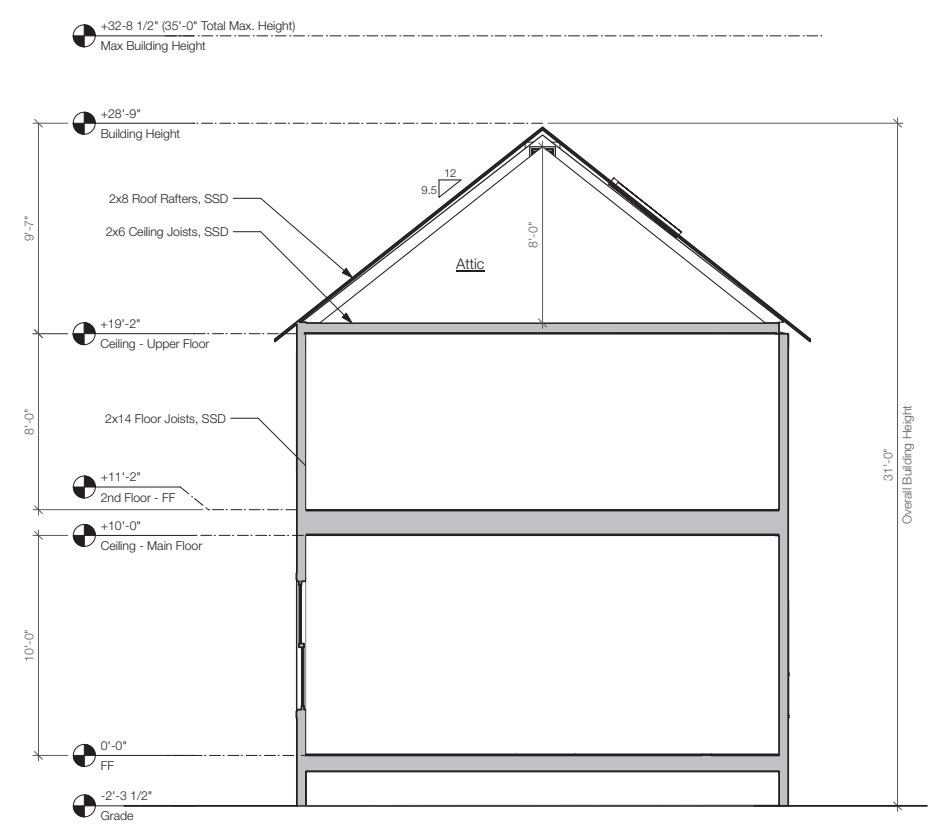 +32-8 1/2" (35'-0" Total Max. Height)
Max Building Height
+28'-9"
Building Height
12
9.5
2x8 Roof Rafters, SSD
2x6 Ceiling Joists, SSD
9'-7"
8'-0"
Attic
+19'-2"
Ceiling - Upper Floor
8'-0"
2x14 Floor Joists, SSD
31'-0"
Overall Building Height
+11'-2"
2nd Floor - FF
+10'-0"
Ceiling - Main Floor
10'-0"
0'-0"
FF
-2'-3 1/2"
Grade